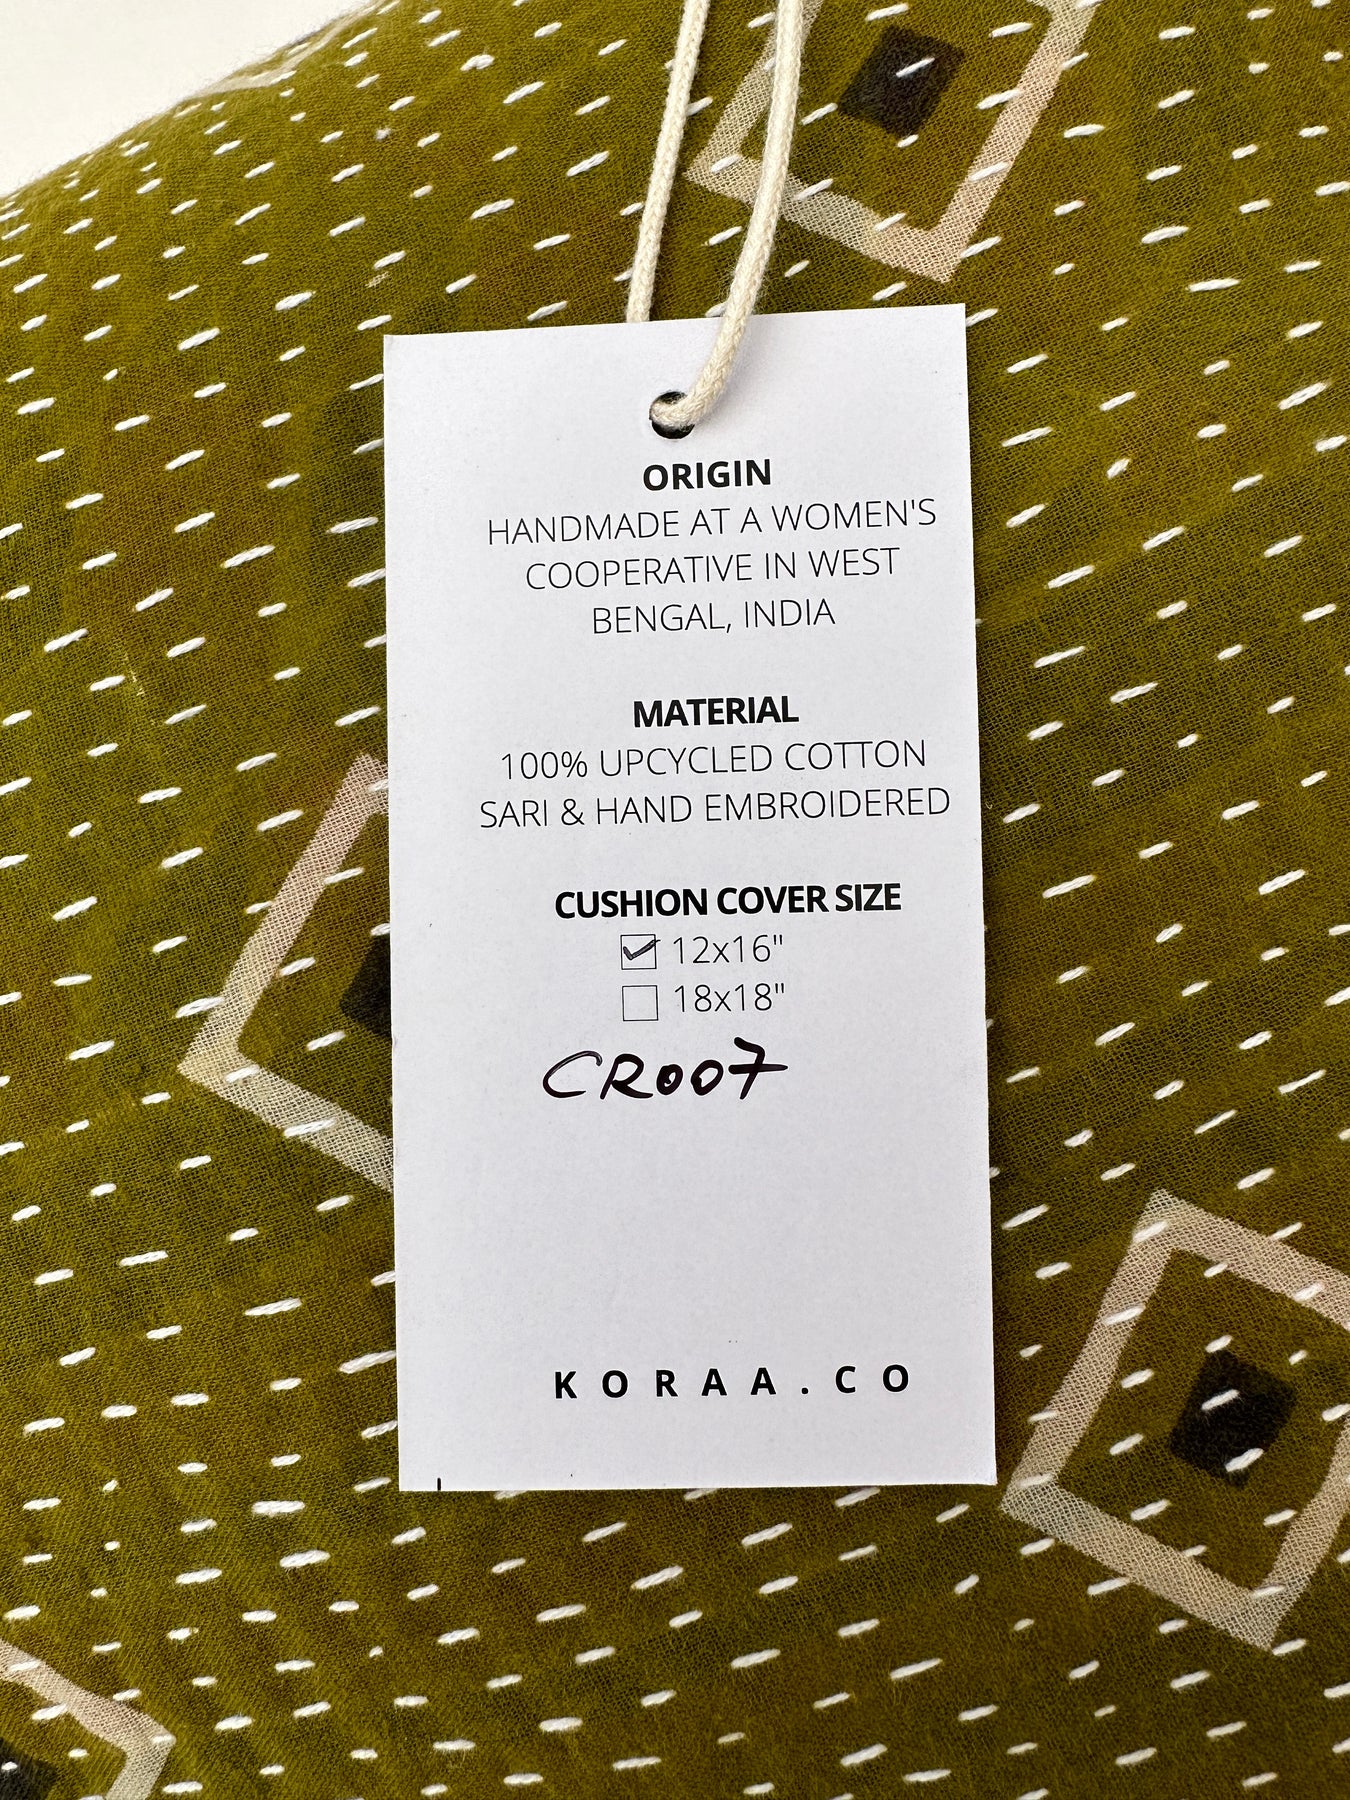 ORIGIN
HANDMADE AT A WOMEN'S
COOPERATIVE IN WEST
BENGAL, INDIA
MATERIAL
100% UPCYCLED COTTON
SARI & HAND EMBROIDERED
CUSHION COVER SIZE
12x16"
18x18"
CR007
KORAA.CO